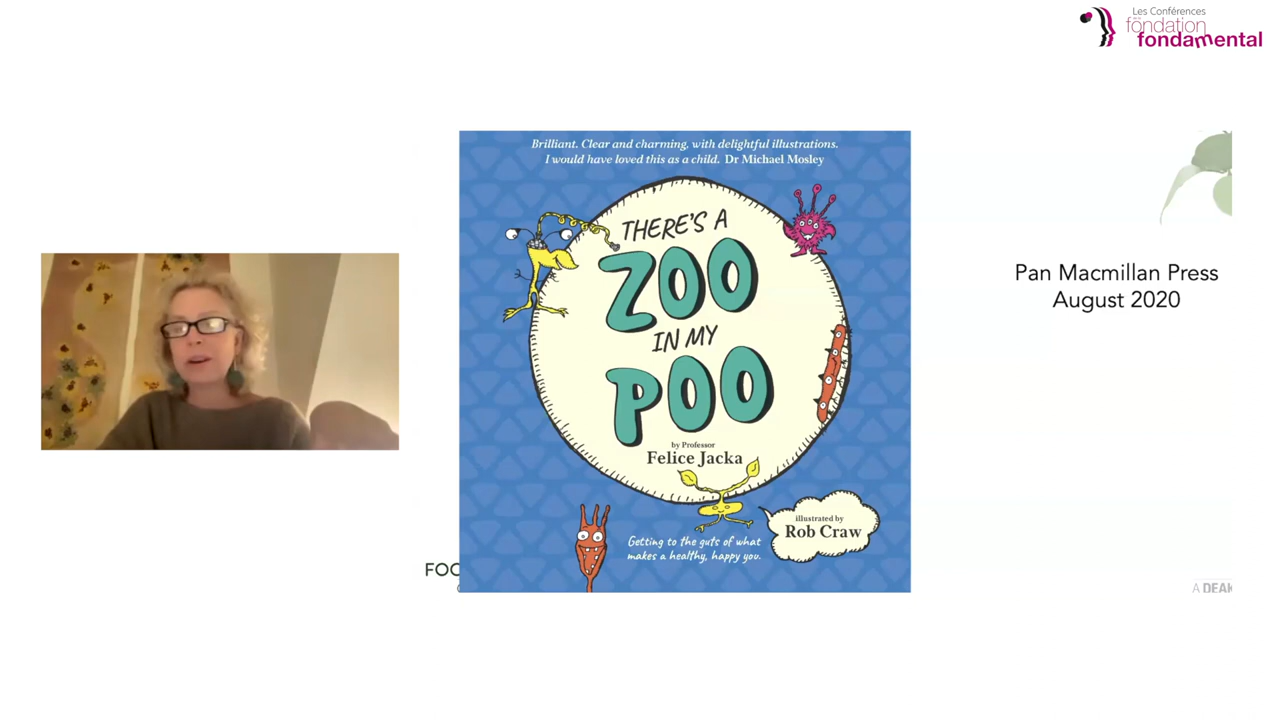 Les Conférences
fondation
fondamental
Brilliant. Clear and charming, with delightful illustrations.
I would have loved this as a child. Dr Michael Mosley
THERE'S A
ZOO
IN MY
POO
by Professor
Felice Jacka
illustrated by
Rob Craw
Getting to the guts of what
makes a healthy, happy you.
Pan Macmillan Press
August 2020
FOO
A DEAK